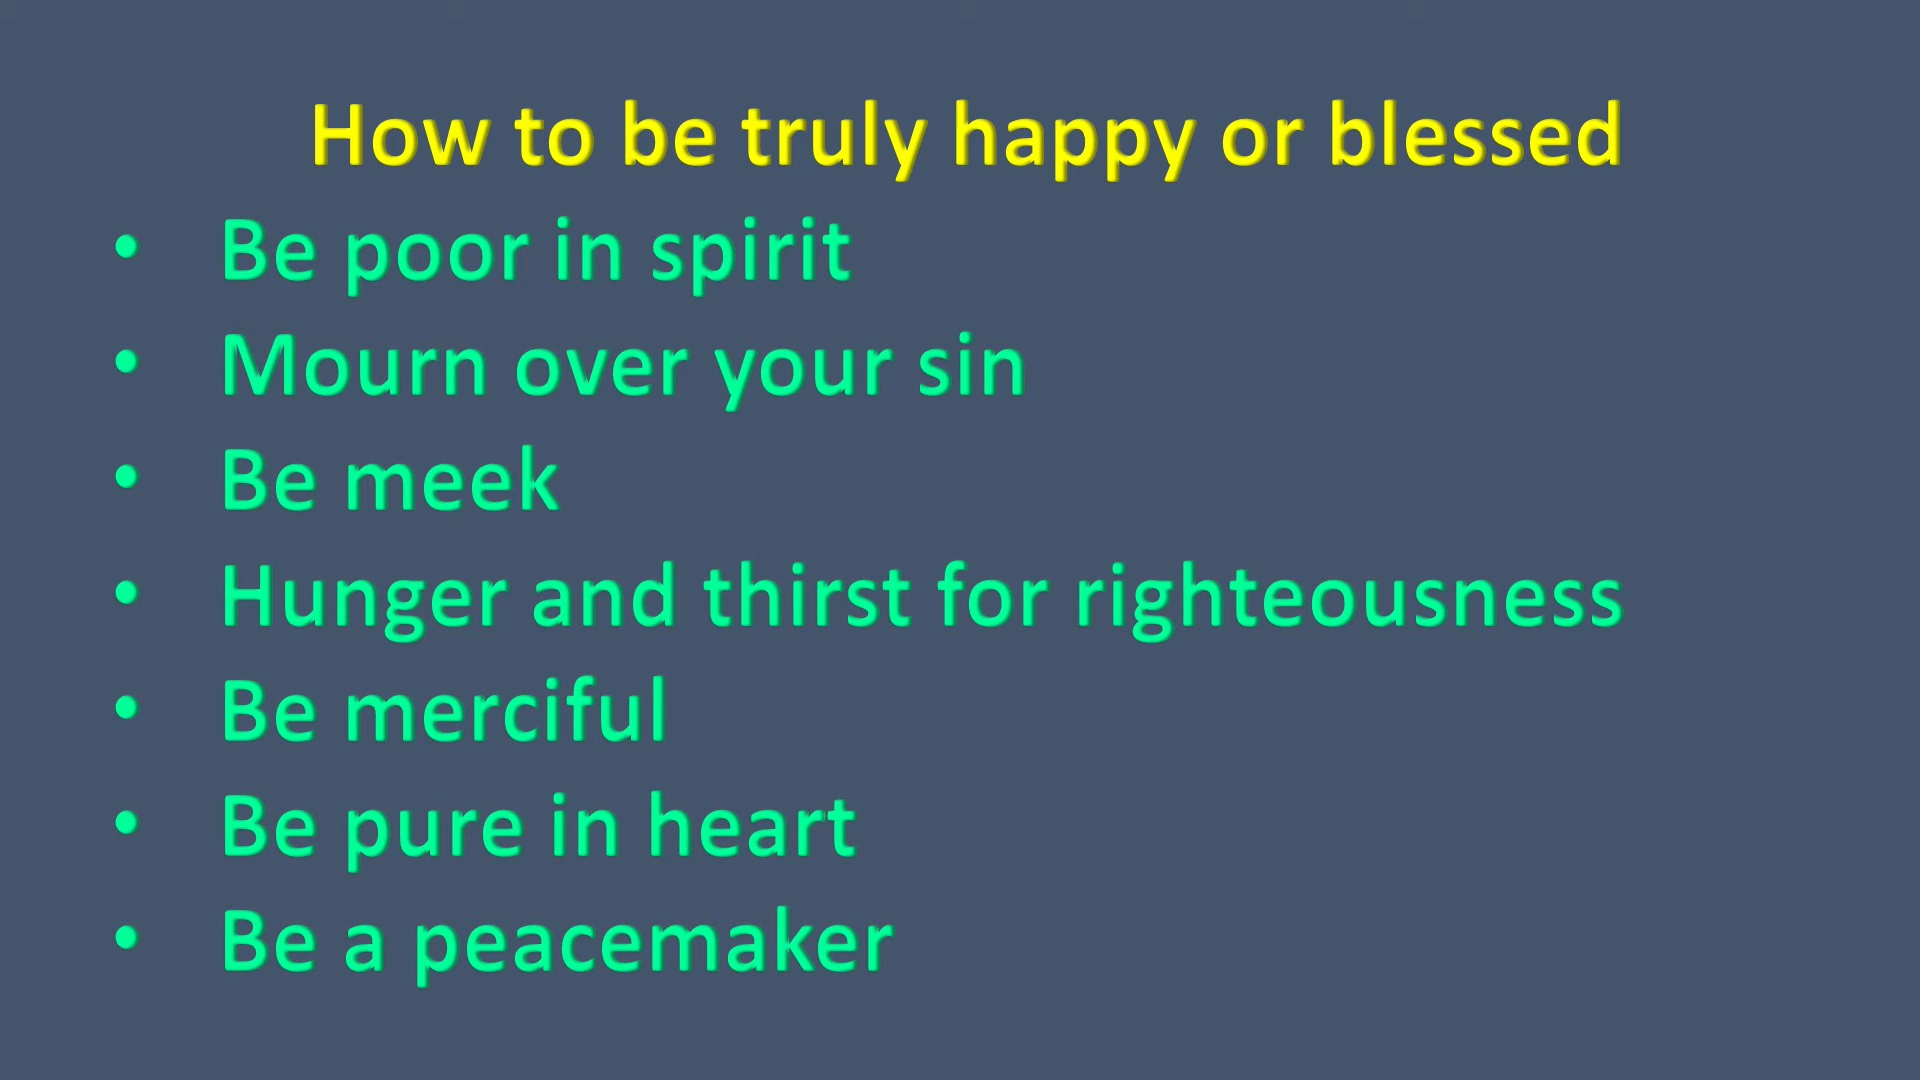 How to be truly happy or blessed
• Be poor in spirit
• Mourn over your sin
• Be meek
• Hunger and thirst for righteousness
• Be merciful
• Be pure in heart
• Be a peacemaker